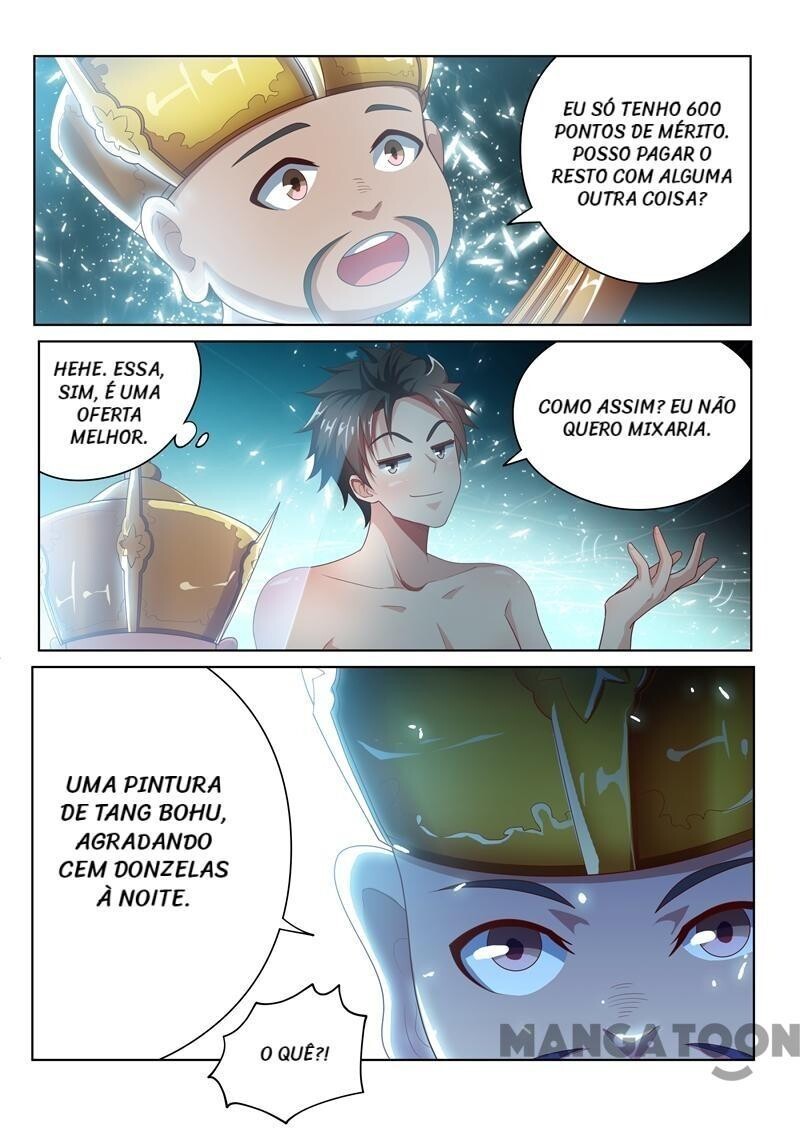 EU SÓ TENHO 600
PONTOS DE MÉRITO.
POSSO PAGAR O
RESTO COM ALGUMA
OUTRA COISA?
HEHE. ESSA,
SIM, É UMA
OFERTA
MELHOR.
COMO ASSIM? EU NÃO
QUERO MIXARIA.
UMA PINTURA
DE TANG BOHU,
AGRADANDO
CEM DONZELAS
À NOITE.
O QUÊ?!
MANGATOON